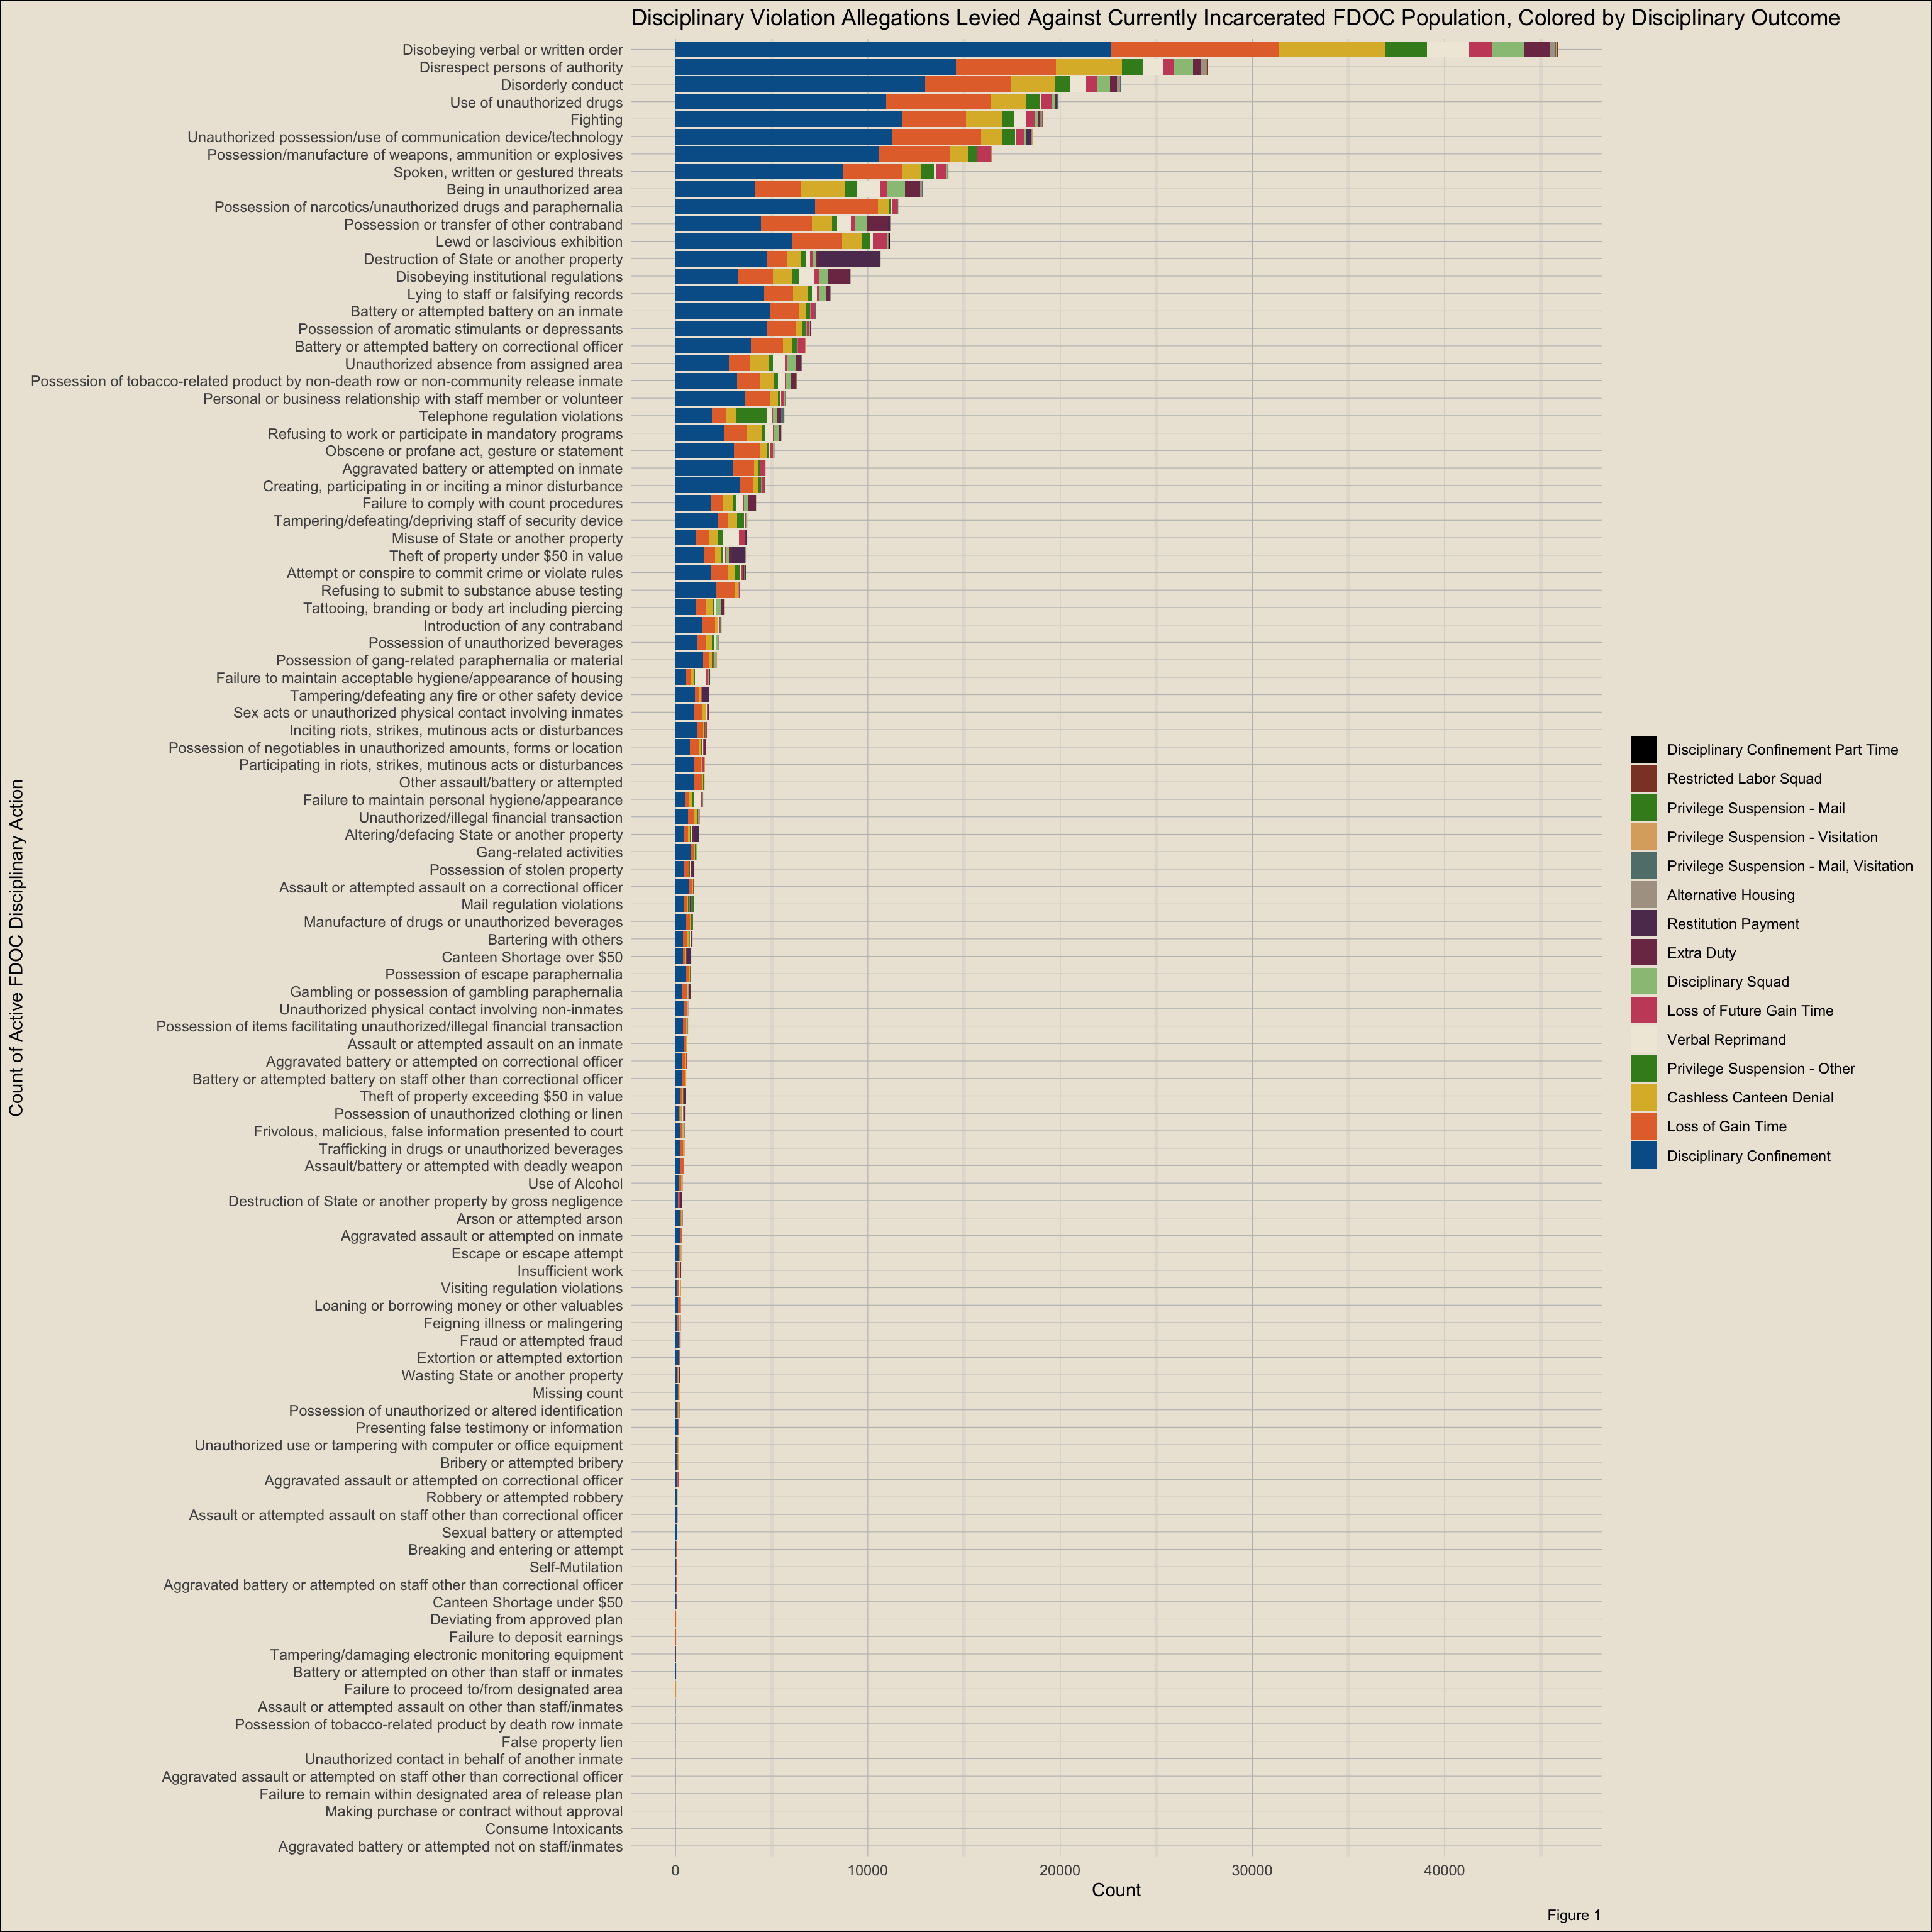 Disciplinary Violation Allegations Levied Against Currently Incarcerated FDOC Population, Colored by Disciplinary Outcome
Count of Active FDOC Disciplinary Action
Disobeying verbal or written order
Disrespect persons of authority
Disorderly conduct
Use of unauthorized drugs
Fighting
Unauthorized possession/use of communication device/technology
Possession/manufacture of weapons, ammunition or explosives
Spoken, written or gestured threats
Being in unauthorized area
Possession of narcotics/unauthorized drugs and paraphernalia
Possession or transfer of other contraband
Lewd or lascivious exhibition
Destruction of State or another property
Disobeying institutional regulations
Lying to staff or falsifying records
Battery or attempted battery on an inmate
Possession of aromatic stimulants or depressants
Battery or attempted battery on correctional officer
Unauthorized absence from assigned area
Possession of tobacco-related product by non-death row or non-community release inmate
Personal or business relationship with staff member or volunteer
Telephone regulation violations
Refusing to work or participate in mandatory programs
Obscene or profane act, gesture or statement
Aggravated battery or attempted on inmate
Creating, participating in or inciting a minor disturbance
Failure to comply with count procedures
Tampering/defeating/depriving staff of security device
Misuse of State or another property
Theft of property under $50 in value
Attempt or conspire to commit crime or violate rules
Refusing to submit to substance abuse testing
Tattooing, branding or body art including piercing
Introduction of any contraband
Possession of unauthorized beverages
Possession of gang-related paraphernalia or material
Failure to maintain acceptable hygiene/appearance of housing
Tampering/defeating any fire or other safety device
Sex acts or unauthorized physical contact involving inmates
Inciting riots, strikes, mutinous acts or disturbances
Possession of negotiables in unauthorized amounts, forms or location
Participating in riots, strikes, mutinous acts or disturbances
Other assault/battery or attempted
Failure to maintain personal hygiene/appearance
Unauthorized/illegal financial transaction
Altering/defacing State or another property
Gang-related activities
Possession of stolen property
Assault or attempted assault on a correctional officer
Mail regulation violations
Manufacture of drugs or unauthorized beverages
Bartering with others
Canteen Shortage over $50
Possession of escape paraphernalia
Gambling or possession of gambling paraphernalia
Unauthorized physical contact involving non-inmates
Possession of items facilitating unauthorized/illegal financial transaction
Assault or attempted assault on an inmate
Aggravated battery or attempted on correctional officer
Battery or attempted battery on staff other than correctional officer
Theft of property exceeding $50 in value
Possession of unauthorized clothing or linen
Frivolous, malicious, false information presented to court
Trafficking in drugs or unauthorized beverages
Assault/battery or attempted with deadly weapon
Use of Alcohol
Destruction of State or another property by gross negligence
Arson or attempted arson
Aggravated assault or attempted on inmate
Escape or escape attempt
Insufficient work
Visiting regulation violations
Loaning or borrowing money or other valuables
Feigning illness or malingering
Fraud or attempted fraud
Extortion or attempted extortion
Wasting State or another property
Missing count
Possession of unauthorized or altered identification
Presenting false testimony or information
Unauthorized use or tampering with computer or office equipment
Bribery or attempted bribery
Aggravated assault or attempted on correctional officer
Robbery or attempted robbery
Assault or attempted assault on staff other than correctional officer
Sexual battery or attempted
Breaking and entering or attempt
Self-Mutilation
Aggravated battery or attempted on staff other than correctional officer
Canteen Shortage under $50
Deviating from approved plan
Failure to deposit earnings
Tampering/damaging electronic monitoring equipment
Battery or attempted on other than staff or inmates
Failure to proceed to/from designated area
Assault or attempted assault on other than staff/inmates
Possession of tobacco-related product by death row inmate
False property lien
Unauthorized contact in behalf of another inmate
Aggravated assault or attempted on staff other than correctional officer
Failure to remain within designated area of release plan
Making purchase or contract without approval
Consume Intoxicants
Aggravated battery or attempted not on staff/inmates
0 10000 20000 30000 40000
Count
Disciplinary Confinement Part Time
Restricted Labor Squad
Privilege Suspension - Mail
Privilege Suspension - Visitation
Privilege Suspension - Mail, Visitation
Alternative Housing
Restitution Payment
Extra Duty
Disciplinary Squad
Loss of Future Gain Time
Verbal Reprimand
Privilege Suspension - Other
Cashless Canteen Denial
Loss of Gain Time
Disciplinary Confinement
Figure 1